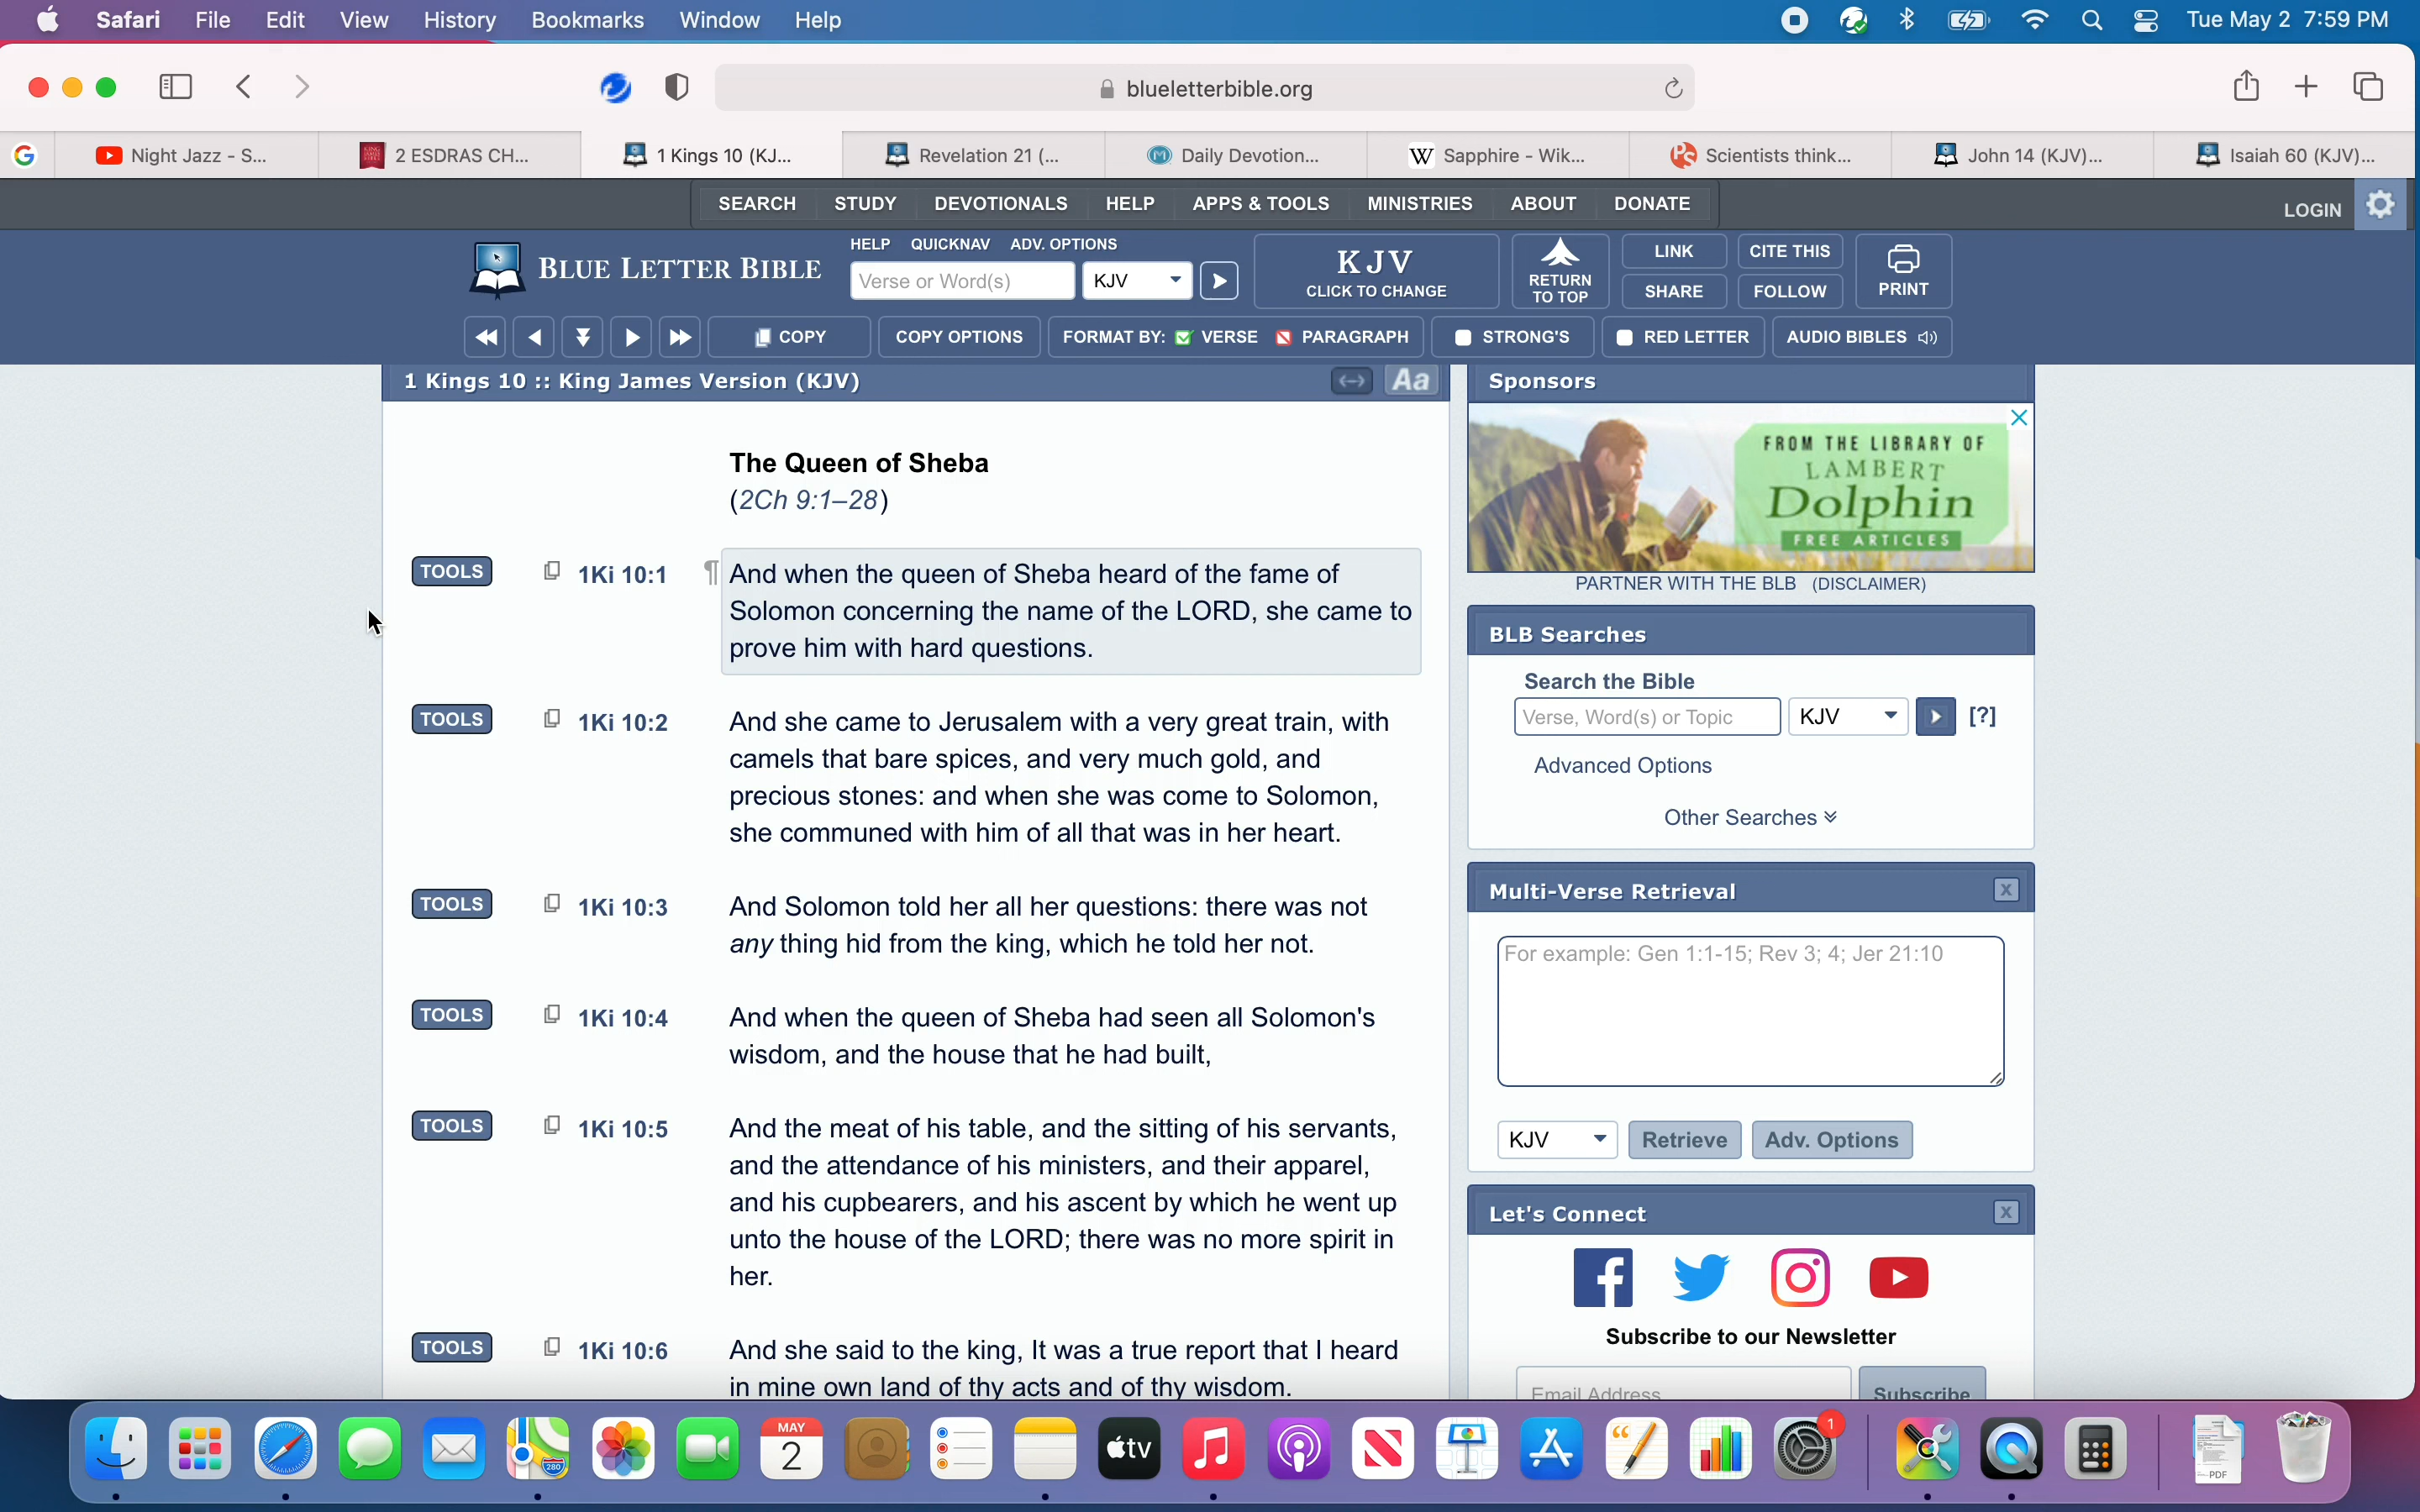 Safari File Edit View History Bookmarks Window Help Tue May 2 7:59 PM
blueletterbible.org
Night Jazz - S... 2 ESDRAS CH... 1 Kings 10 (KJ... Revelation 21 (... Daily Devotion... Sapphire - Wik... Scientists think... John 14 (KJV)... Isaiah 60 (KJV)...
SEARCH STUDY DEVOTIONALS HELP APPS & TOOLS MINISTRIES ABOUT DONATE LOGIN
HELP QUICKNAV ADV. OPTIONS
BLUE LETTER BIBLE
Verse or Word(s) KJV
KJV
CLICK TO CHANGE
RETURN
TO TOP
LINK CITE THIS
SHARE FOLLOW
PRINT
COPY COPY OPTIONS FORMAT BY: VERSE PARAGRAPH STRONG'S RED LETTER AUDIO BIBLES
1 Kings 10 :: King James Version (KJV) Aa
The Queen of Sheba
(2Ch 9:1–28)
TOOLS 1Ki 10:1 ¶ And when the queen of Sheba heard of the fame of
Solomon concerning the name of the LORD, she came to
prove him with hard questions.
TOOLS 1Ki 10:2 And she came to Jerusalem with a very great train, with
camels that bare spices, and very much gold, and
precious stones: and when she was come to Solomon,
she communed with him of all that was in her heart.
TOOLS 1Ki 10:3 And Solomon told her all her questions: there was not
any thing hid from the king, which he told her not.
TOOLS 1Ki 10:4 And when the queen of Sheba had seen all Solomon's
wisdom, and the house that he had built,
TOOLS 1Ki 10:5 And the meat of his table, and the sitting of his servants,
and the attendance of his ministers, and their apparel,
and his cupbearers, and his ascent by which he went up
unto the house of the LORD; there was no more spirit in
her.
TOOLS 1Ki 10:6 And she said to the king, It was a true report that I heard
in mine own land of thy acts and of thy wisdom.
Sponsors
FROM THE LIBRARY OF
LAMBERT
Dolphin
FREE ARTICLES
PARTNER WITH THE BLB (DISCLAIMER)
BLB Searches
Search the Bible
Verse, Word(s) or Topic KJV [?]
Advanced Options
Other Searches
Multi-Verse Retrieval X
For example: Gen 1:1-15; Rev 3; 4; Jer 21:10
KJV Retrieve Adv. Options
Let's Connect X
Subscribe to our Newsletter
Email Address Subscribe
280
MAY
2
tv
1
PDF